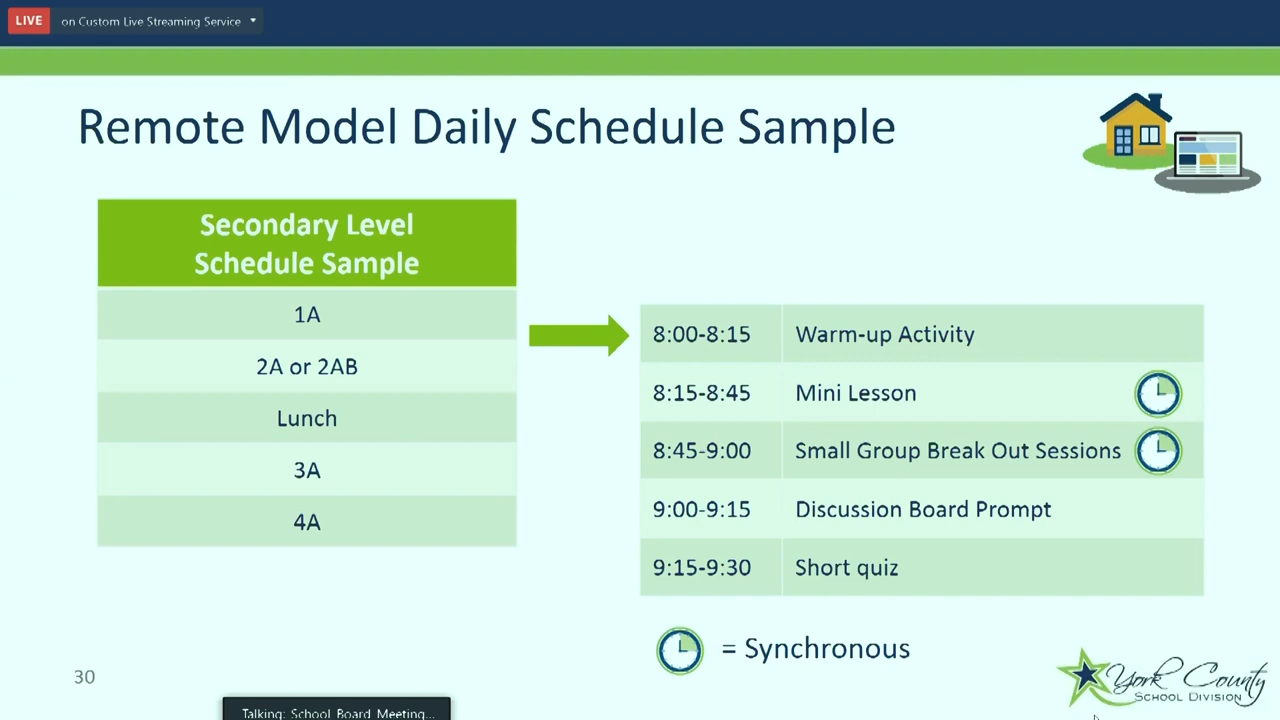 LIVE on Custom Live Streaming Service
Remote Model Daily Schedule Sample
Secondary Level
Schedule Sample
1A
2A or 2AB
Lunch
3A
4A
8:00-8:15 Warm-up Activity
8:15-8:45 Mini Lesson
8:45-9:00 Small Group Break Out Sessions
9:00-9:15 Discussion Board Prompt
9:15-9:30 Short quiz
= Synchronous
30
York County
SCHOOL DIVISION
Talking: School Board Meeting...